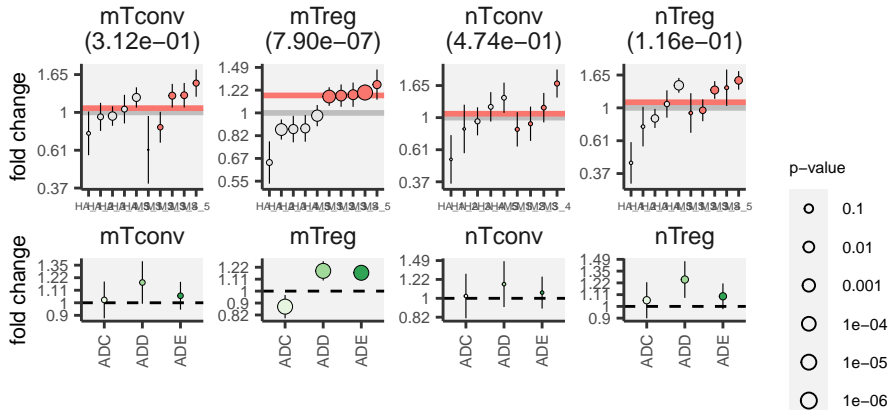 mTconv
(3.12e−01)
mTreg
(7.90e−07)
nTconv
(4.74e−01)
nTreg
(1.16e−01)
fold change
1.65
1
0.61
0.37
1.49
1.22
1
0.82
0.67
0.55
1.65
1
0.61
0.37
1.65
1
0.61
0.37
mTconv
mTreg
nTconv
nTreg
fold change
1.35
1.22
1.11
1
0.9
1.22
1.11
1
0.9
0.82
1.49
1.35
1.22
1.11
1
0.9
0.82
1.49
1.35
1.22
1.11
1
0.9
ADC
ADD
ADE
ADC
ADD
ADE
ADC
ADD
ADE
ADC
ADD
ADE
p−value
0.1
0.01
0.001
1e−04
1e−05
1e−06